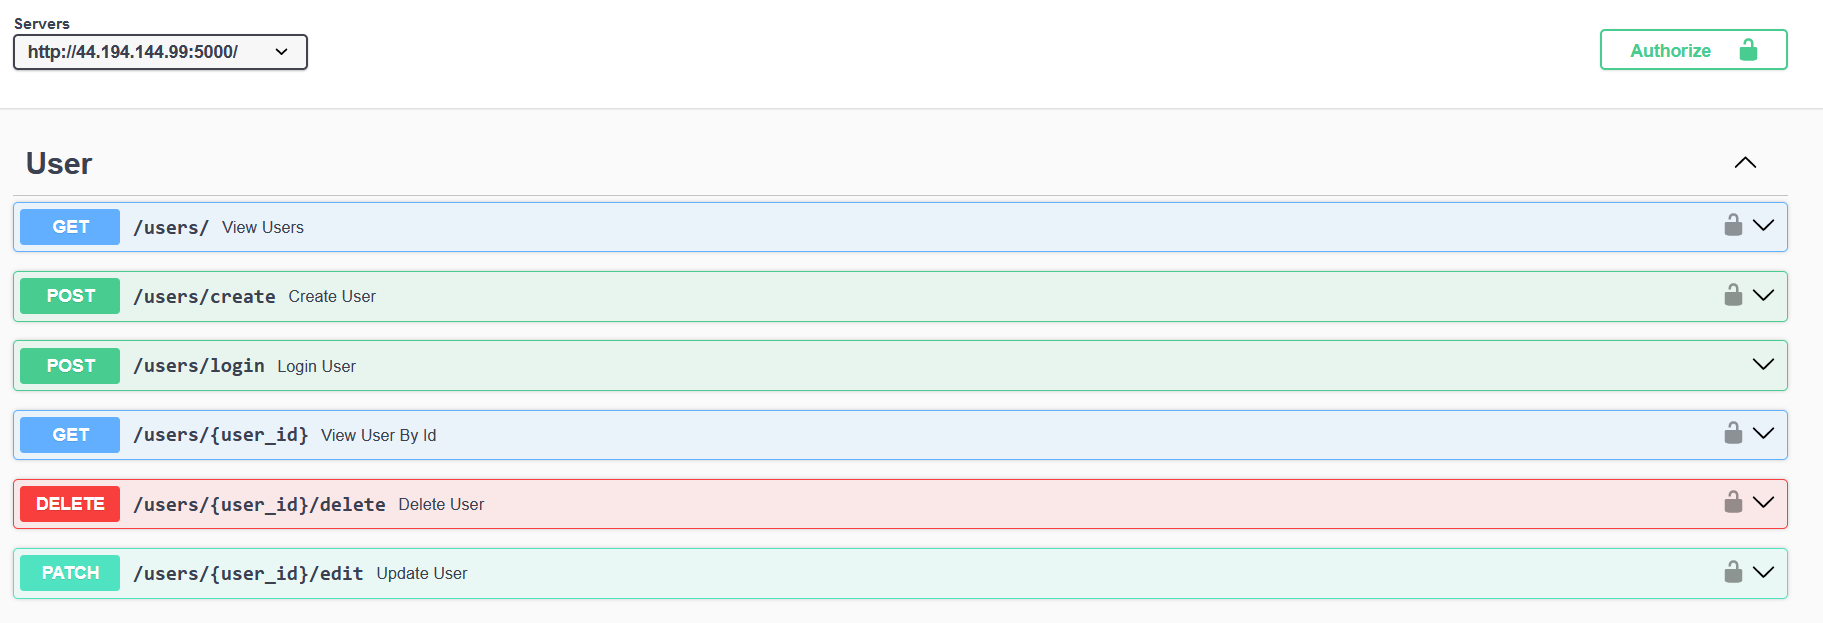 Servers
http://44.194.144.99:5000/
Authorize
User
GET /users/ View Users
POST /users/create Create User
POST /users/login Login User
GET /users/{user_id} View User By Id
DELETE /users/{user_id}/delete Delete User
PATCH /users/{user_id}/edit Update User